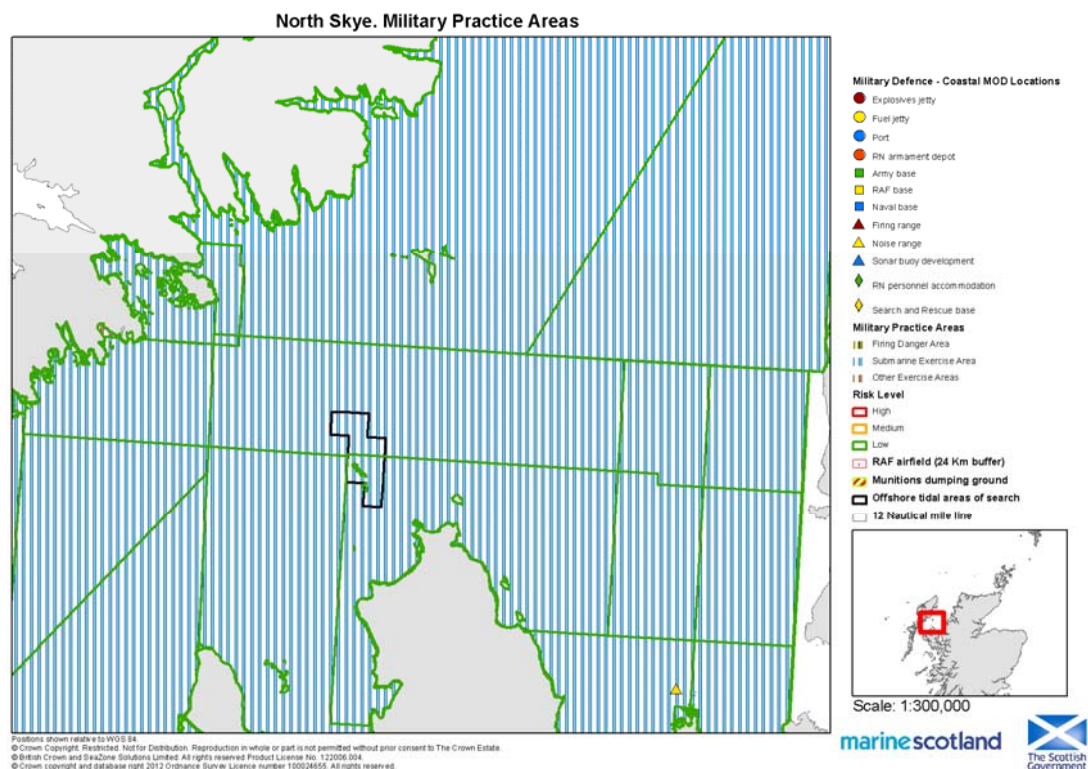 North Skye. Military Practice Areas
Military Defence - Coastal MOD Locations
Explosives jetty
Fuel jetty
Port
RN armament depot
Army base
RAF base
Naval base
Firing range
Noise range
Sonar buoy development
RN personnel accommodation
Search and Rescue base
Military Practice Areas
Firing Danger Area
Submarine Exercise Area
Other Exercise Areas
Risk Level
High
Medium
Low
RAF airfield (24 Km buffer)
Munitions dumping ground
Offshore tidal areas of search
12 Nautical mile line
Scale: 1:300,000
Positions shown relative to WGS 84.
© Crown Copyright. Restricted. Not for Distribution. Reproduction in whole or part is not permitted without prior consent to The Crown Estate.
© British Crown and SeaZone Solutions Limited. All rights reserved Product License No. 122006.004.
© Crown copyright and database right 2012 Ordnance Survey Licence number 100024655. All rights reserved.
marinescotland
The Scottish
Government